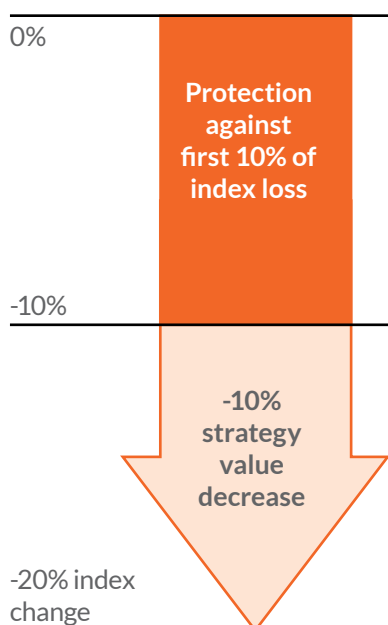 0%
Protection
against
first 10% of
index loss
-10%
-10%
strategy
value
decrease
-20% index
change